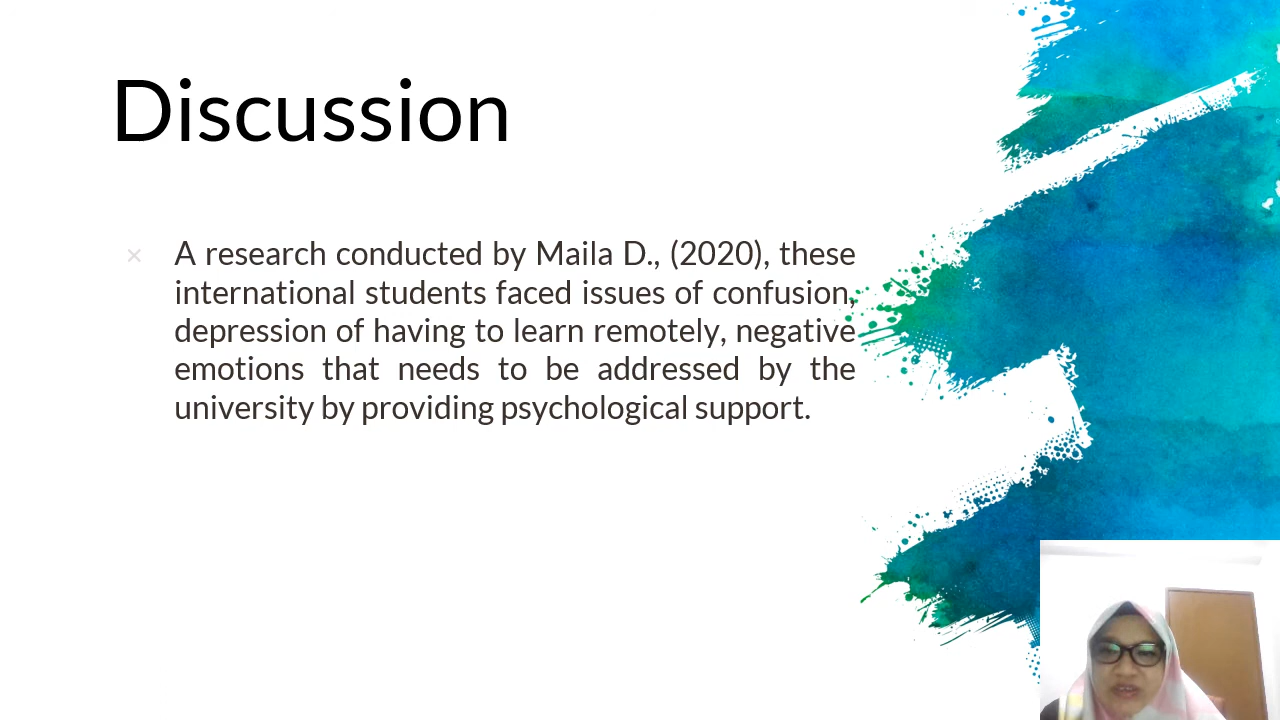 Discussion
A research conducted by Maila D., (2020), these
international students faced issues of confusion,
depression of having to learn remotely, negative
emotions that needs to be addressed by the
university by providing psychological support.